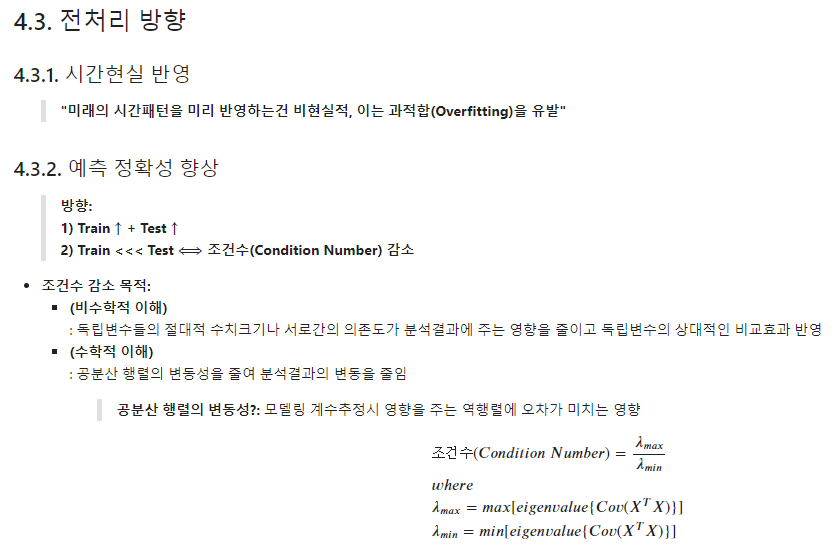 4.3. 전처리 방향
4.3.1. 시간현실 반영
"미래의 시간패턴을 미리 반영하는건 비현실적, 이는 과적합(Overfitting)을 유발"
4.3.2. 예측 정확성 향상
방향:
1) Train ↑ + Test ↑
2) Train <<< Test ⟺ 조건수(Condition Number) 감소
• 조건수 감소 목적:
▪ (비수학적 이해)
: 독립변수들의 절대적 수치크기나 서로간의 의존도가 분석결과에 주는 영향을 줄이고 독립변수의 상대적인 비교효과 반영
▪ (수학적 이해)
: 공분산 행렬의 변동성을 줄여 분석결과의 변동을 줄임
공분산 행렬의 변동성?: 모델링 계수추정시 영향을 주는 역행렬에 오차가 미치는 영향
조건수(Condition Number) = λmax / λmin
where
λmax = max[eigenvalue{Cov(X^T X)}]
λmin = min[eigenvalue{Cov(X^T X)}]